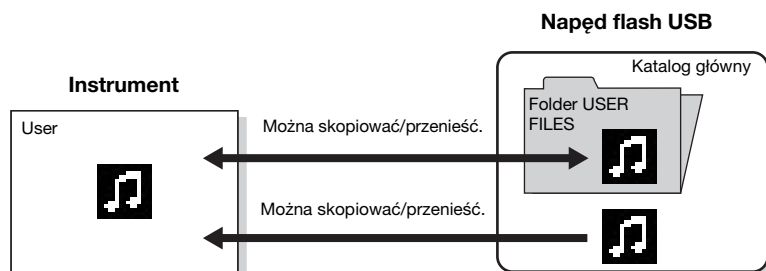 Napęd flash USB
Instrument
Katalog główny
User
Folder USER
FILES
Można skopiować/przenieść.
Można skopiować/przenieść.